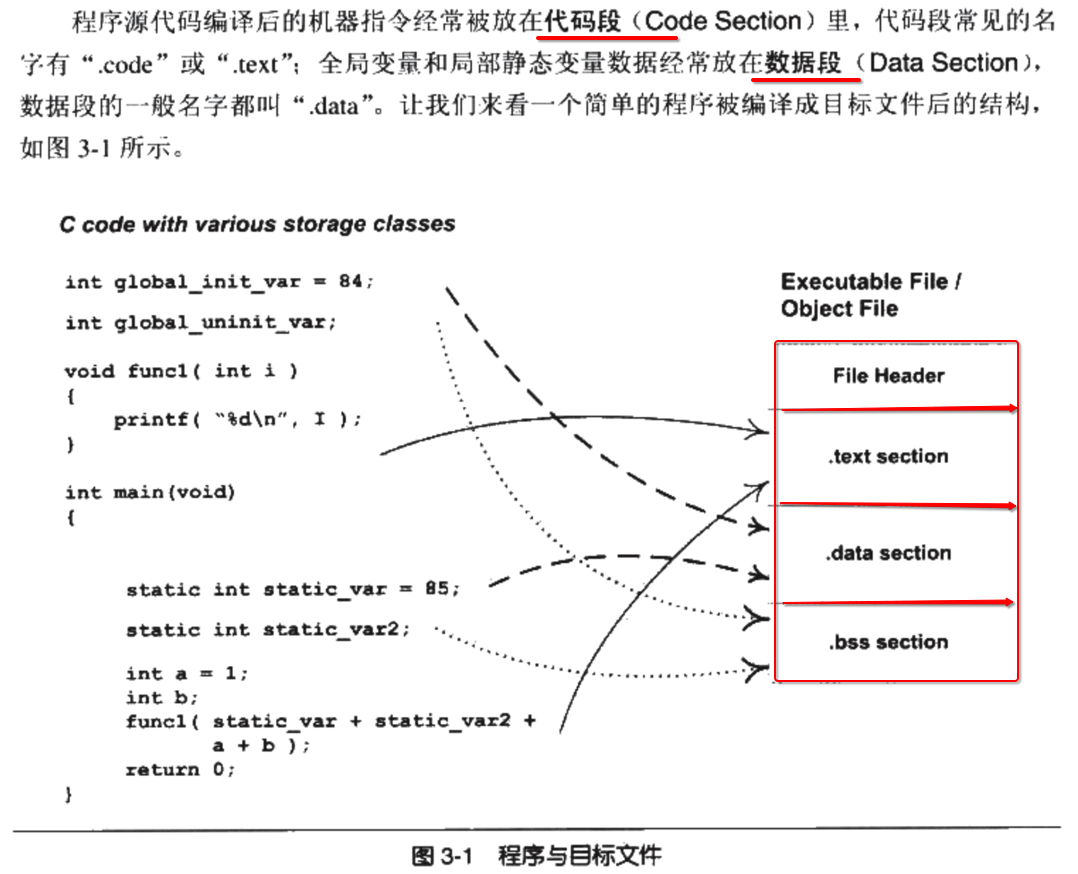 程序源代码编译后的机器指令经常被放在代码段（Code Section）里，代码段常见的名
字有“.code”或“.text”；全局变量和局部静态变量数据经常放在数据段（Data Section），
数据段的一般名字都叫“.data”。让我们来看一个简单的程序被编译成目标文件后的结构，
如图 3-1 所示。
C code with various storage classes
int global_init_var = 84;
int global_uninit_var;
void func1( int i )
{
printf( “%d\n”, I );
}
int main(void)
{
static int static_var = 85;
static int static_var2;
int a = 1;
int b;
func1( static_var + static_var2 +
a + b );
return 0;
}
Executable File /
Object File
File Header
.text section
.data section
.bss section
图 3-1 程序与目标文件